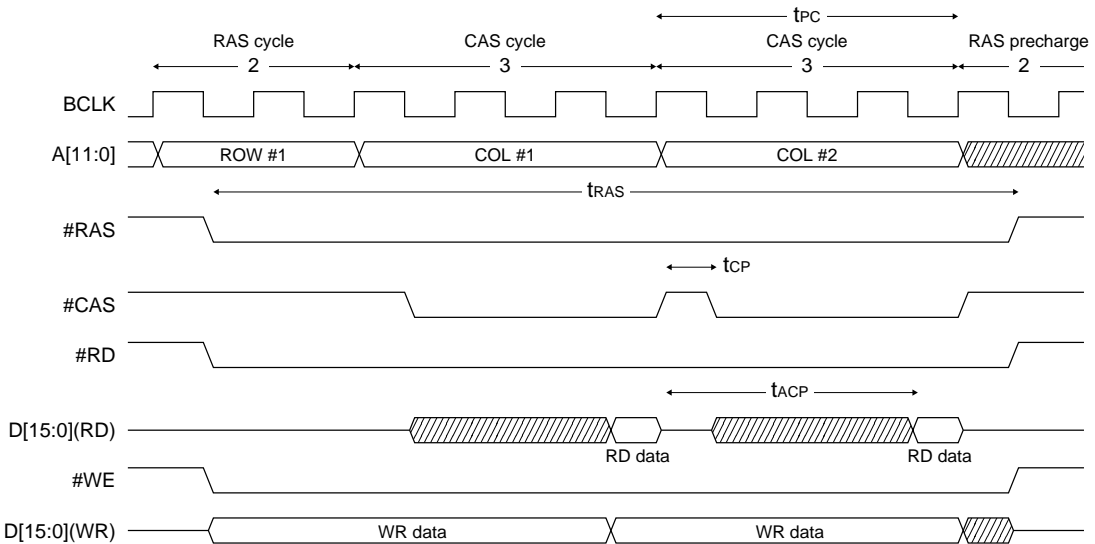 tPC
RAS cycle CAS cycle CAS cycle RAS precharge
2 3 3 2
BCLK
A[11:0] ROW #1 COL #1 COL #2
tRAS
#RAS
tCP
#CAS
#RD
tACP
D[15:0](RD)
RD data RD data
#WE
D[15:0](WR) WR data WR data